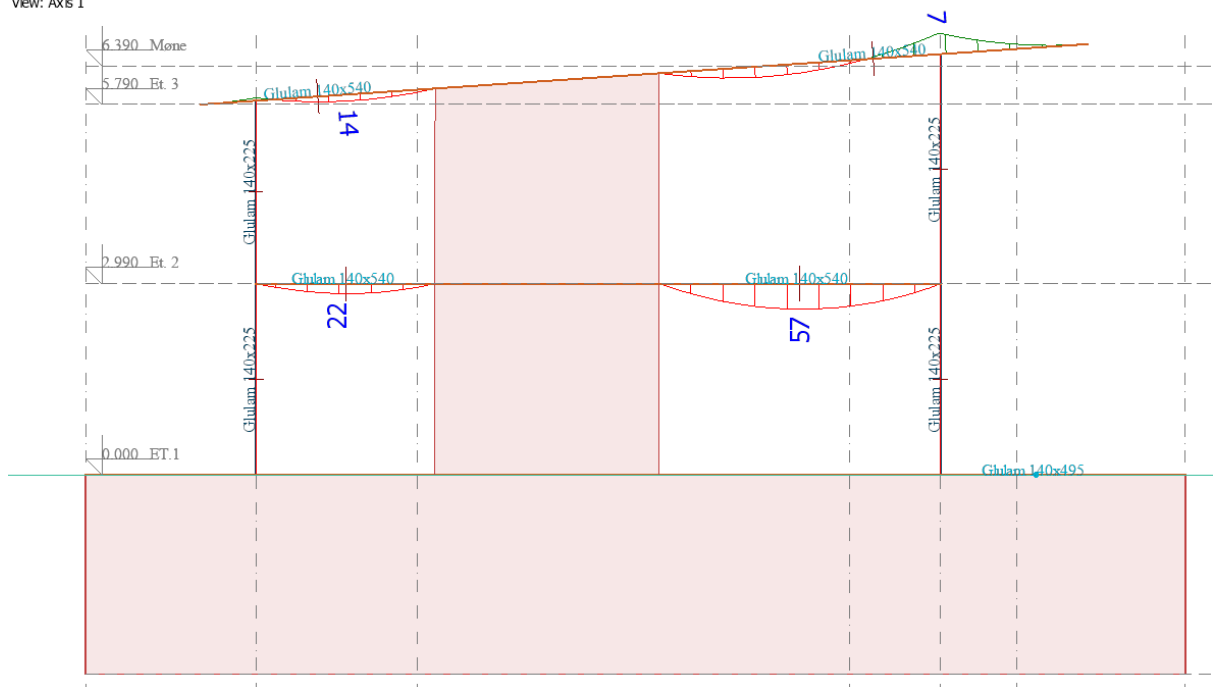 View: Axis 1
7
6.390 Møne
Glulam 140x540
5.790 Et. 3
Glulam 140x540
14
Glulam 140x225
Glulam 140x225
2.990 Et. 2
Glulam 140x540
Glulam 140x540
22
57
Glulam 140x225
Glulam 140x225
0.000 ET.1
Glulam 140x495